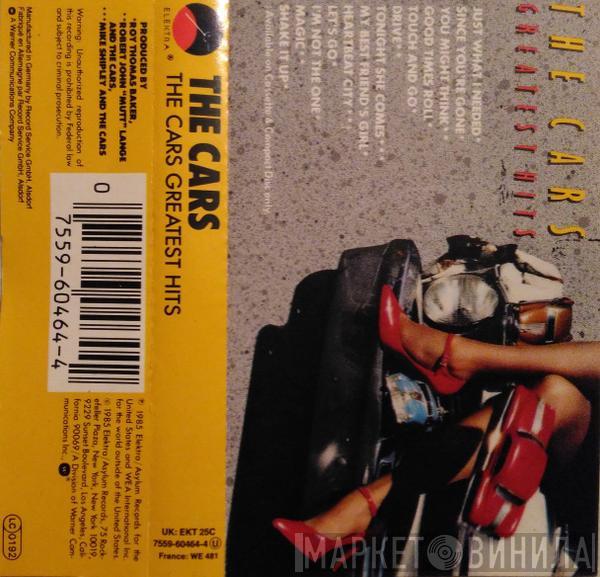 THE CARS
GREATEST HITS
JUST WHAT I NEEDED*
SINCE YOU'RE GONE*
GOOD TIMES ROLL*
TOUCH AND GO*
DRIVE**
TONIGHT SHE COMES***
MY BEST FRIEND'S GIRL*
HEARTBEAT CITY**
LET'S GO*
I'M NOT THE ONE
MAGIC**
SHAKE IT UP*
Available on Cassette & Compact Disc only.
ELEKTRA ®
THE CARS
THE CARS GREATEST HITS
UK: EKT 25C
7559-60464-4 U
France: WE 481
PRODUCED BY
*ROY THOMAS BAKER,
**ROBERT JOHN "MUTT" LANGE
AND THE CARS,
***MIKE SHIPLEY AND THE CARS
Warning: Unauthorized reproduction of
this recording is prohibited by Federal law
and subject to criminal prosecution.
0
7559-60464-4
℗ 1985 Elektra/Asylum Records for the
United States and WEA International Inc.
for the world outside of the United States.
© 1985 Elektra/Asylum Records, 75 Rock-
efeller Plaza, New York, New York 10019.
9229 Sunset Boulevard, Los Angeles, Cali-
fornia 90069/A Division of Warner Com-
munications Inc.,
Manufactured in Germany by Record Service GmbH, Alsdorf
Fabriqué en Allemagne par Record Service GmbH, Alsdorf
A Warner Communications Company
LC 0192
МАРКЕТ ВИНИЛА